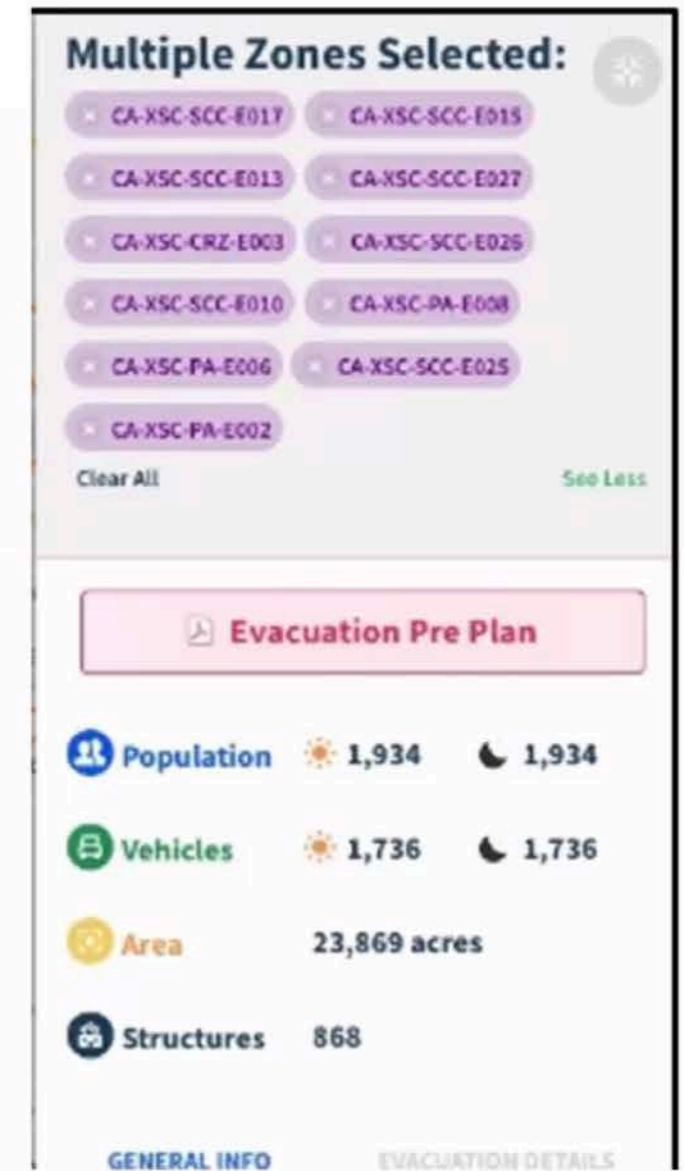 Multiple Zones Selected:
CA-XSC-SCC-E017 CA-XSC-SCC-E015
CA-XSC-SCC-E013 CA-XSC-SCC-E027
CA-XSC-CRZ-E003 CA-XSC-SCC-E026
CA-XSC-SCC-E010 CA-XSC-PA-E008
CA-XSC-PA-E006 CA-XSC-SCC-E025
CA-XSC-PA-E002
Clear All See Less
Evacuation Pre Plan
Population 1,934 1,934
Vehicles 1,736 1,736
Area 23,869 acres
Structures 868
GENERAL INFO EVACUATION DETAILS